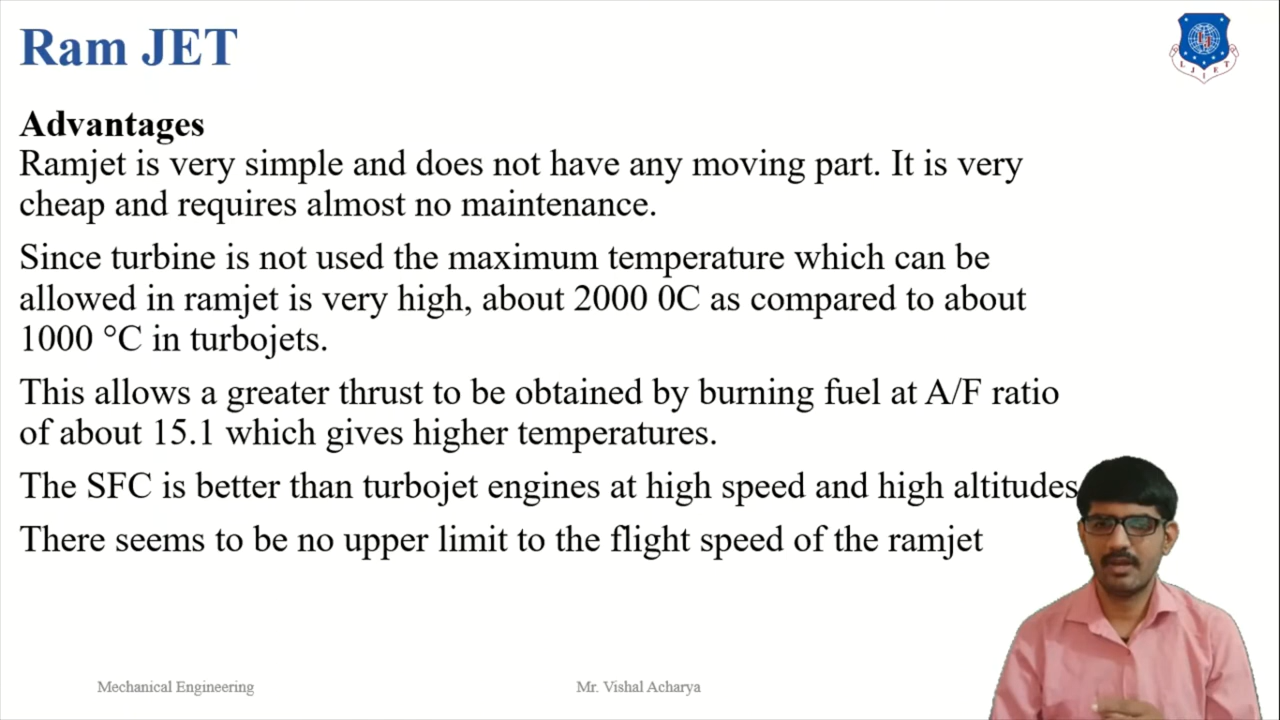 Ram JET
LJIET
Advantages
Ramjet is very simple and does not have any moving part. It is very
cheap and requires almost no maintenance.
Since turbine is not used the maximum temperature which can be
allowed in ramjet is very high, about 2000 0C as compared to about
1000 °C in turbojets.
This allows a greater thrust to be obtained by burning fuel at A/F ratio
of about 15.1 which gives higher temperatures.
The SFC is better than turbojet engines at high speed and high altitudes
There seems to be no upper limit to the flight speed of the ramjet
Mechanical Engineering
Mr. Vishal Acharya